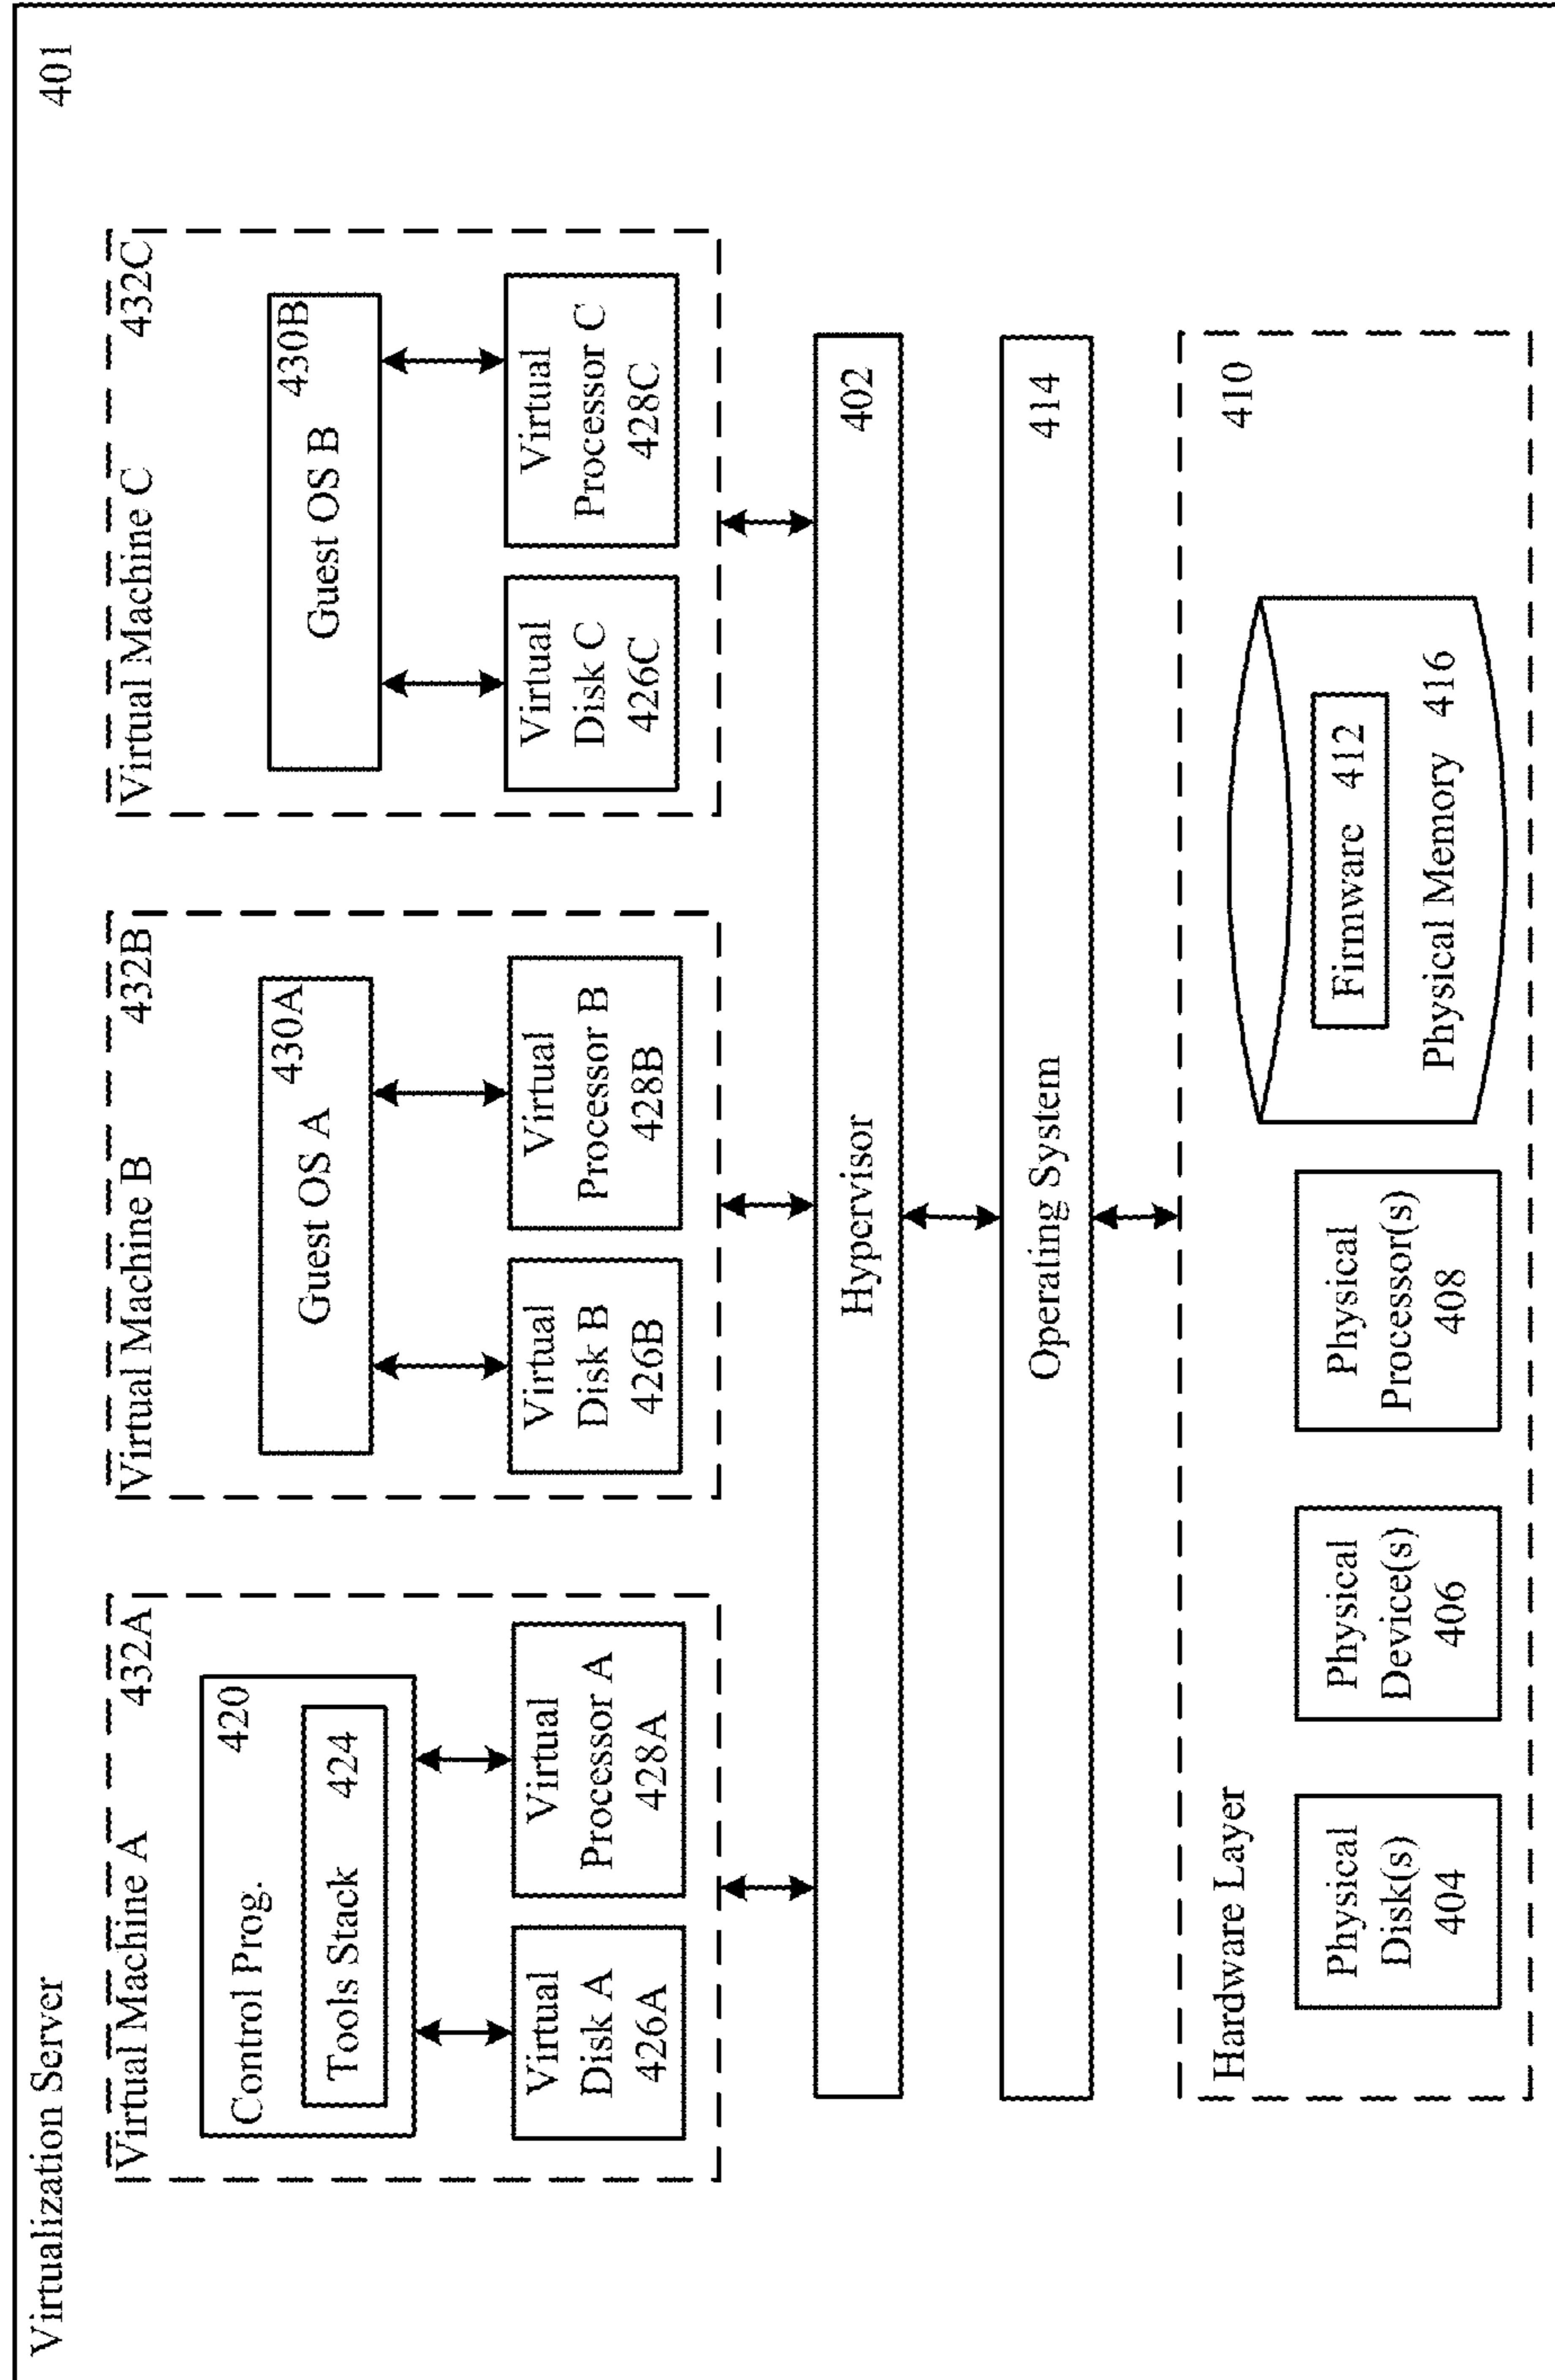 Virtualization Server
401
Virtual Machine A 432A
Control Prog. 420
Tools Stack 424
Virtual
Disk A
426A
Virtual
Processor A
428A
Virtual Machine B 432B
430A
Guest OS A
Virtual
Disk B
426B
Virtual
Processor B
428B
Virtual Machine C 432C
430B
Guest OS B
Virtual
Disk C
426C
Virtual
Processor C
428C
Hypervisor 402
Operating System 414
Hardware Layer 410
Physical
Disk(s)
404
Physical
Device(s)
406
Physical
Processor(s)
408
Firmware 412
Physical Memory 416